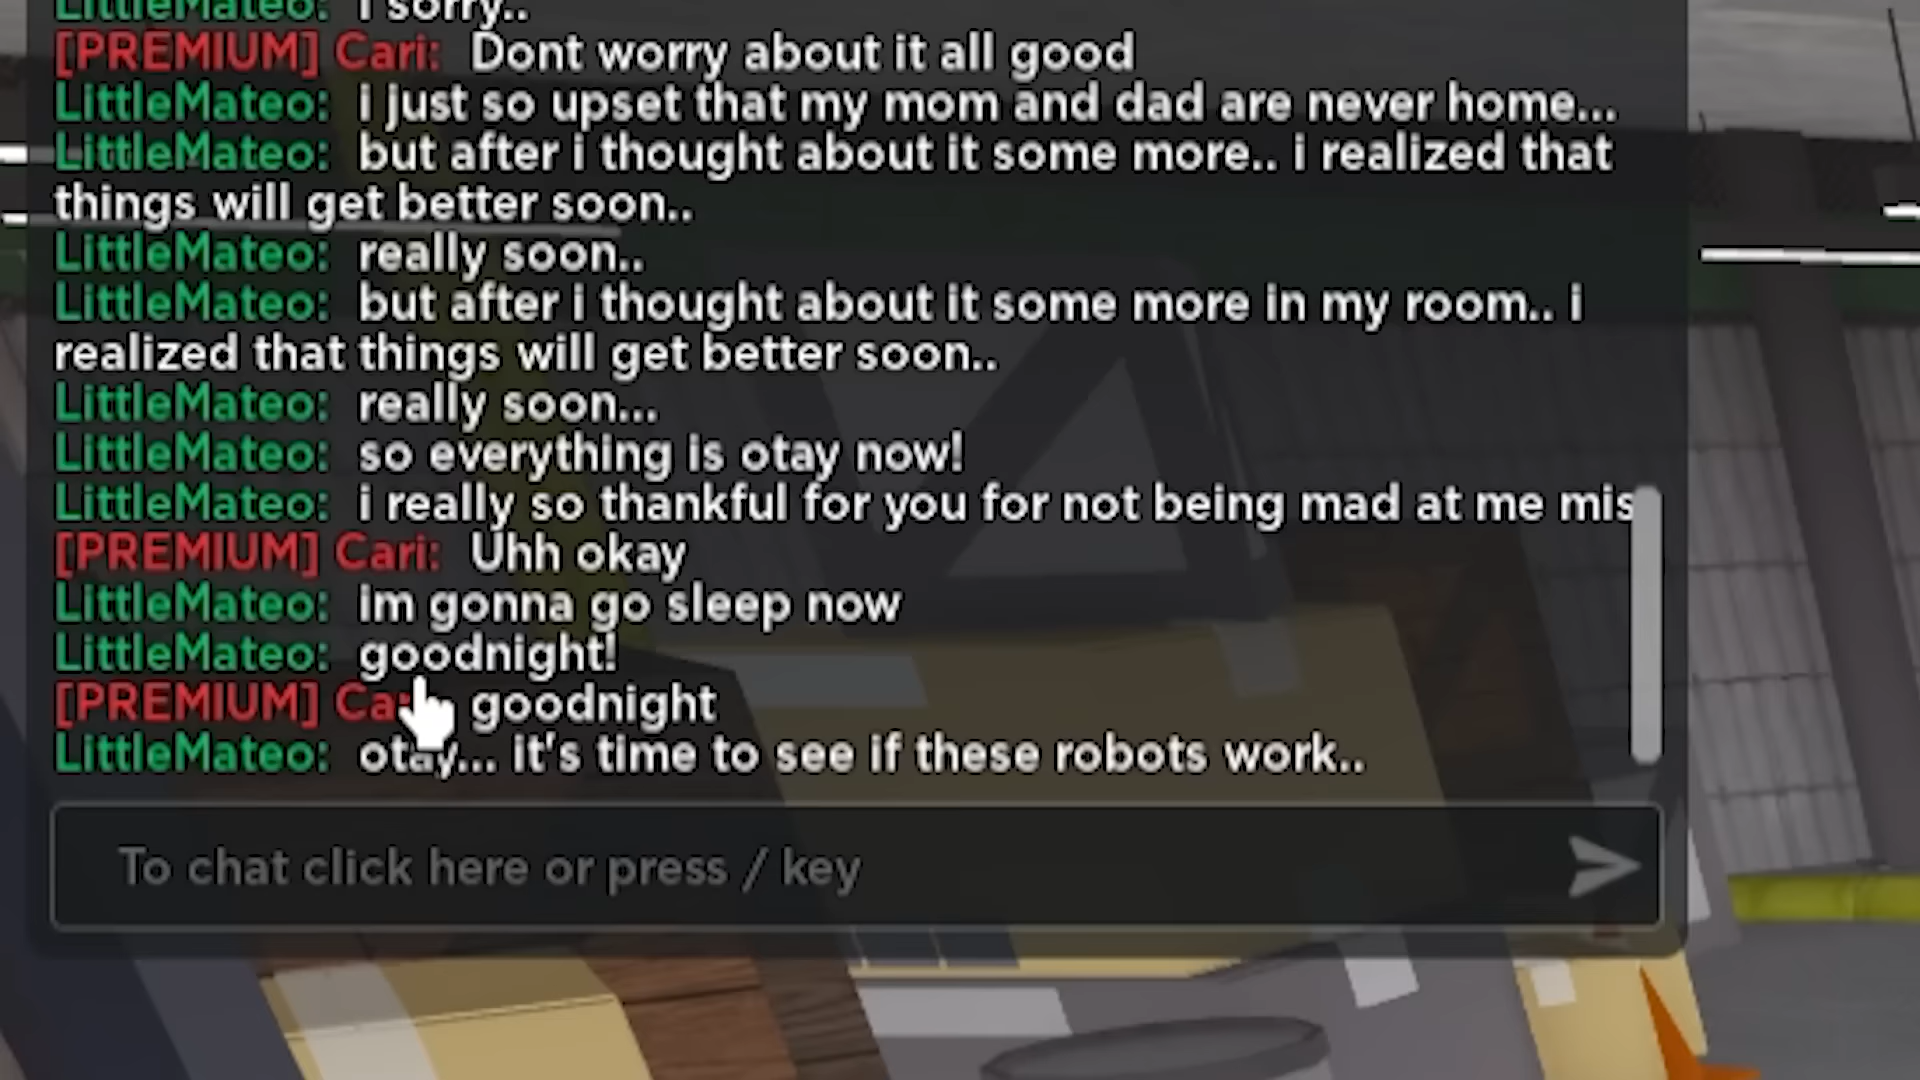 LittleMateo: i sorry..
[PREMIUM] Cari: Dont worry about it all good
LittleMateo: i just so upset that my mom and dad are never home...
LittleMateo: but after i thought about it some more.. i realized that
things will get better soon..
LittleMateo: really soon..
LittleMateo: but after i thought about it some more in my room.. i
realized that things will get better soon..
LittleMateo: really soon...
LittleMateo: so everything is otay now!
LittleMateo: i really so thankful for you for not being mad at me mis
[PREMIUM] Cari: Uhh okay
LittleMateo: im gonna go sleep now
LittleMateo: goodnight!
[PREMIUM] Ca goodnight
LittleMateo: otay... it's time to see if these robots work..
To chat click here or press / key